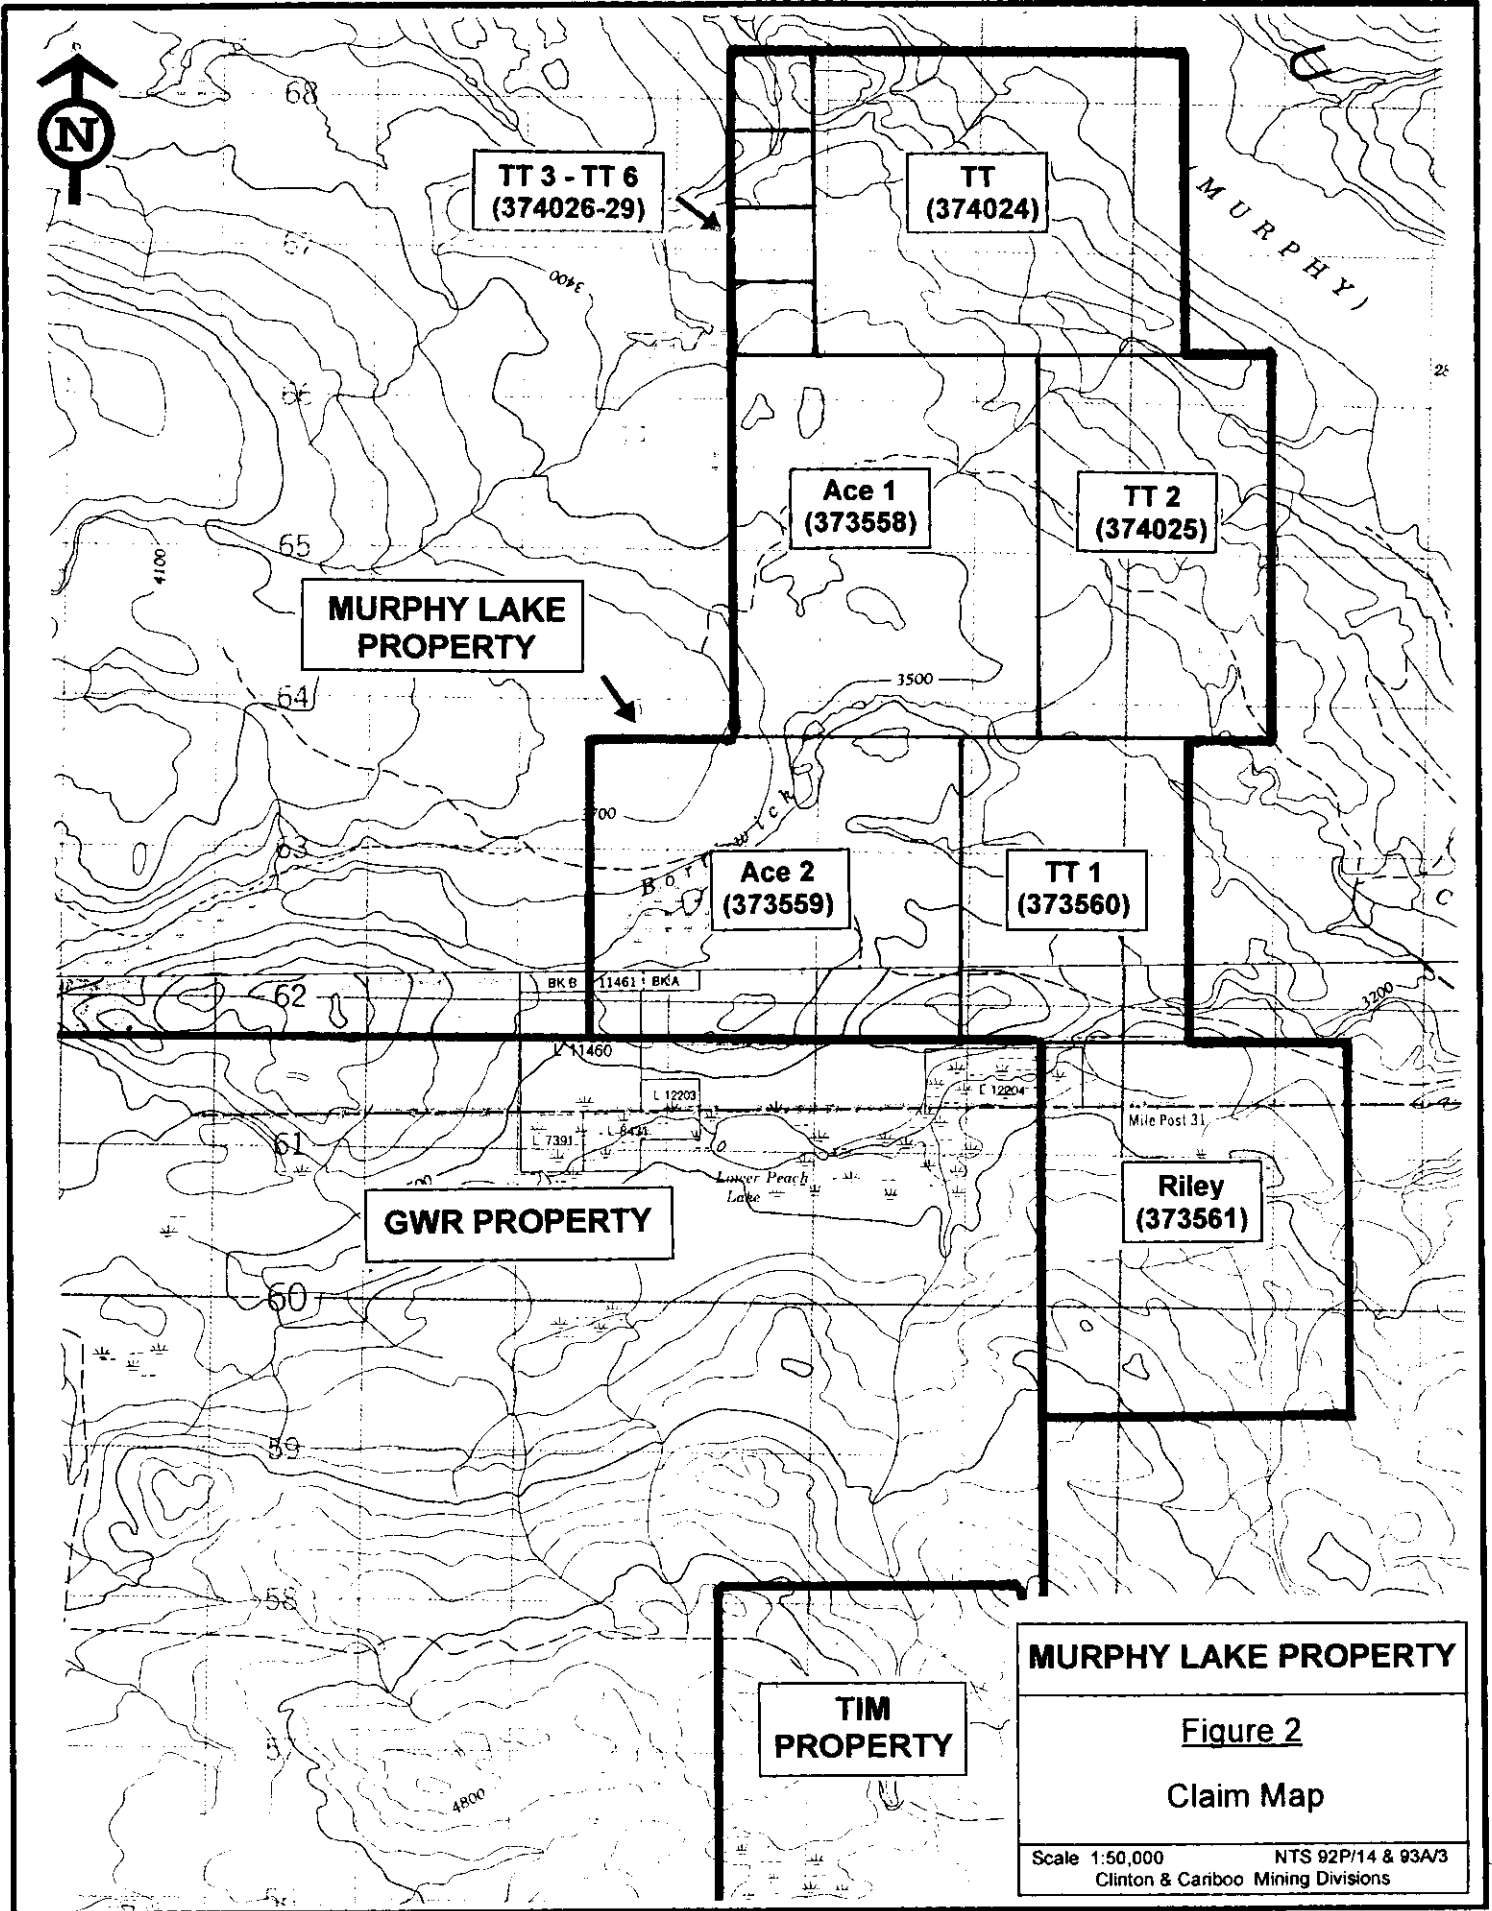 N
68
TT 3 - TT 6
(374026-29)
TT
(374024)
(MURPHY)
67
3400
66
Ace 1
(373558)
TT 2
(374025)
65
4100
MURPHY LAKE
PROPERTY
3500
64
63
Ace 2
(373559)
TT 1
(373560)
C
BK B 11461 BK A
62
3200
L 11460
L 12203
L 12204
Mile Post 31
L 7391
61
Lower Peach
Lake
Riley
(373561)
GWR PROPERTY
60
59
58
MURPHY LAKE PROPERTY
TIM
PROPERTY
Figure 2
Claim Map
4800
Scale 1:50,000 NTS 92P/14 & 93A/3
Clinton & Cariboo Mining Divisions